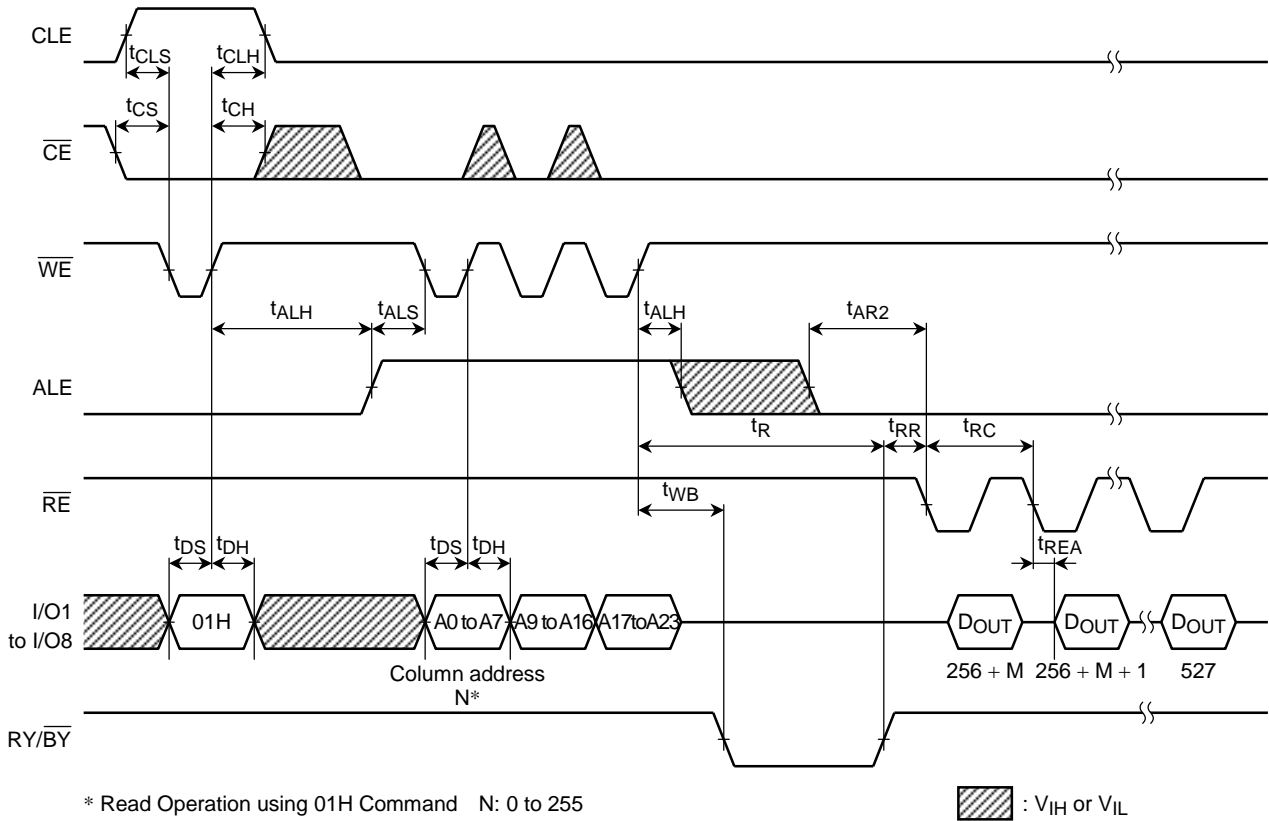 CLE
tCLS
tCLH
tCS
tCH
CE
WE
tALH
tALS
tALH
tAR2
ALE
tR
tRR
tRC
RE
tWB
tDS
tDH
tDS
tDH
tREA
I/O1
to I/O8
01H
A0 to A7
A9 to A16
A17 to A23
DOUT
DOUT
DOUT
256 + M
256 + M + 1
527
Column address
N*
RY/BY
* Read Operation using 01H Command N: 0 to 255
: VIH or VIL